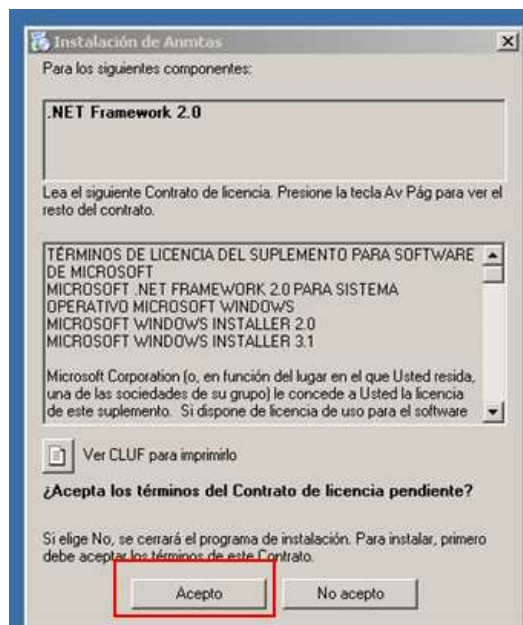 Instalación de Anmtas
Para los siguientes componentes:
.NET Framework 2.0
Lea el siguiente Contrato de licencia. Presione la tecla Av Pág para ver el
resto del contrato.
TÉRMINOS DE LICENCIA DEL SUPLEMENTO PARA SOFTWARE
DE MICROSOFT
MICROSOFT .NET FRAMEWORK 2.0 PARA SISTEMA
OPERATIVO MICROSOFT WINDOWS
MICROSOFT WINDOWS INSTALLER 2.0
MICROSOFT WINDOWS INSTALLER 3.1
Microsoft Corporation (o, en función del lugar en el que Usted resida,
una de las sociedades de su grupo) le concede a Usted la licencia
de este suplemento. Si dispone de licencia de uso para el software
Ver CLUF para imprimirlo
¿Acepta los términos del Contrato de licencia pendiente?
Si elige No, se cerrará el programa de instalación. Para instalar, primero
debe aceptar los términos de este Contrato.
Acepto
No acepto